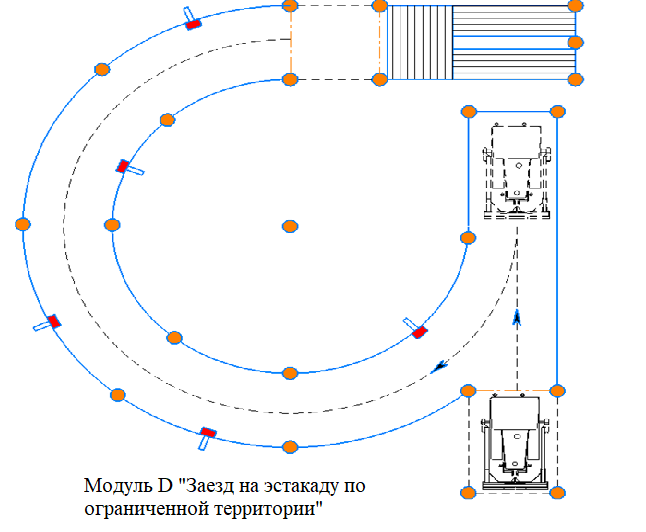 Модуль D "Заезд на эстакаду по
ограниченной территории"